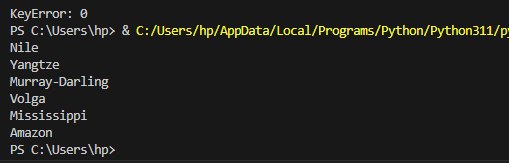 KeyError: 0
PS C:\Users\hp> & C:/Users/hp/AppData/Local/Programs/Python/Python311/py
Nile
Yangtze
Murray-Darling
Volga
Mississippi
Amazon
PS C:\Users\hp>